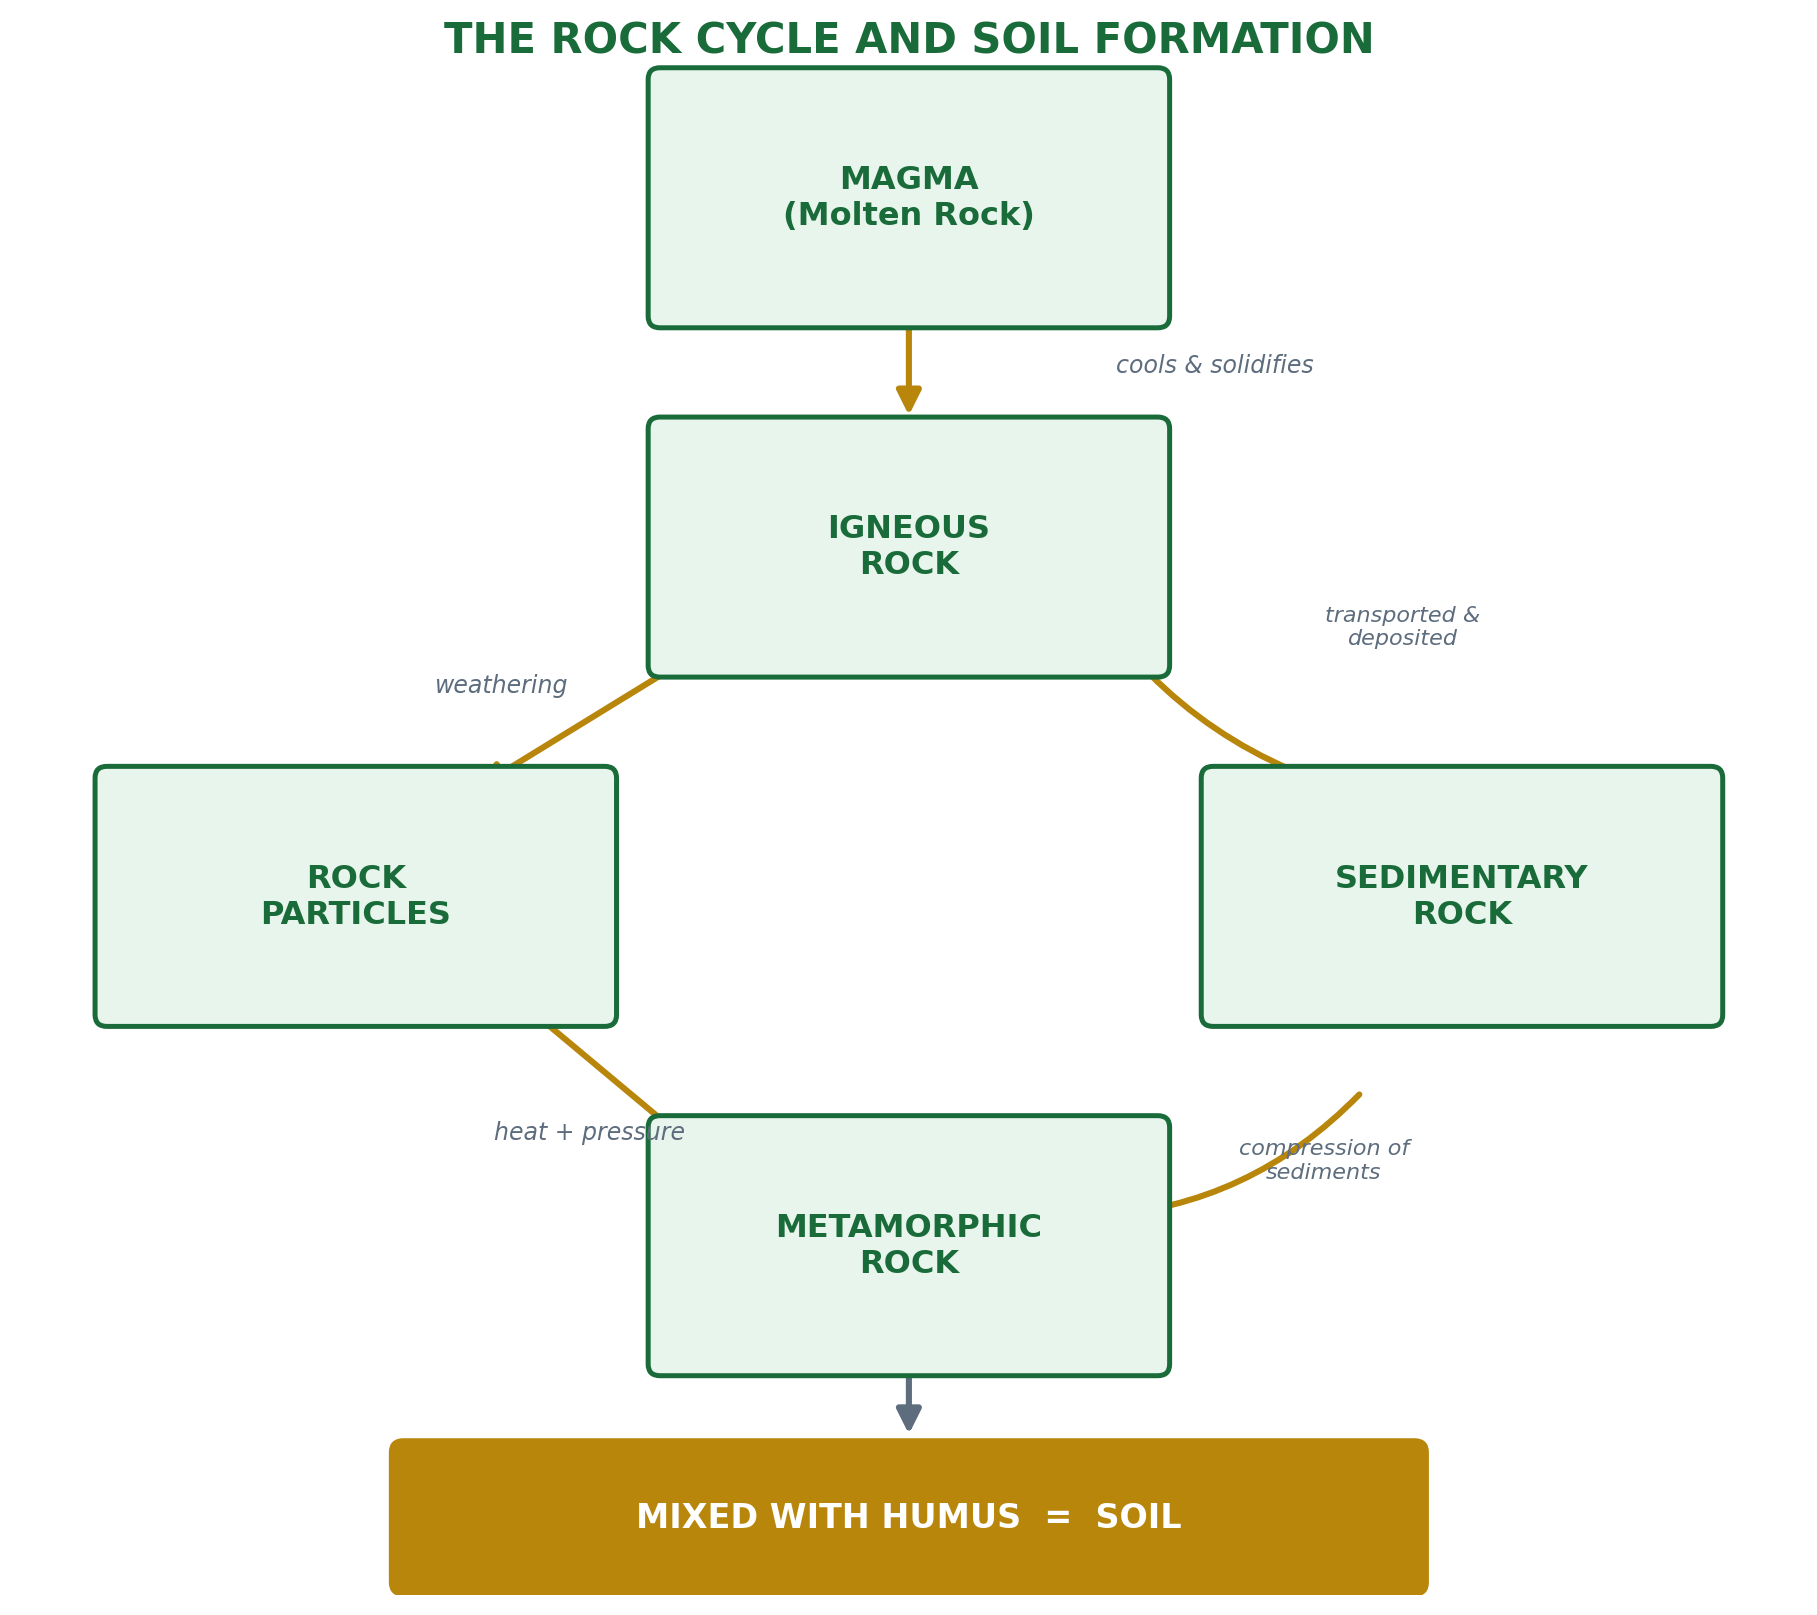 THE ROCK CYCLE AND SOIL FORMATION
MAGMA
(Molten Rock)
cools & solidifies
IGNEOUS
ROCK
transported &
deposited
weathering
ROCK
PARTICLES
SEDIMENTARY
ROCK
heat + pressure
compression of
sediments
METAMORPHIC
ROCK
MIXED WITH HUMUS = SOIL